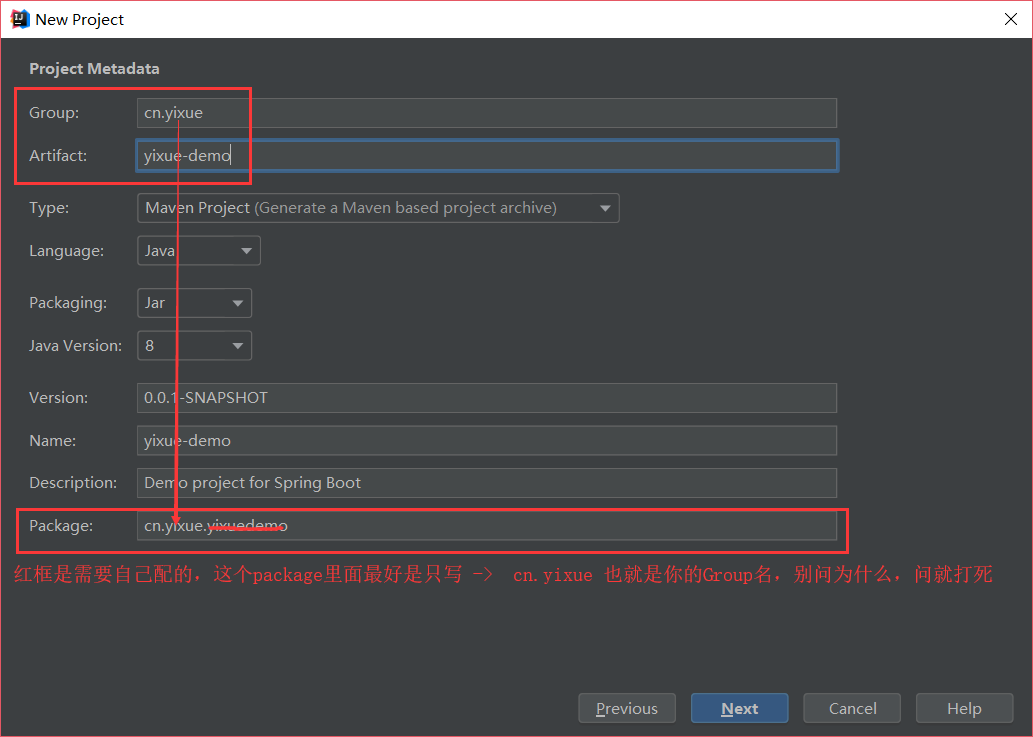 New Project
Project Metadata
Group: cn.yixue
Artifact: yixue-demo
Type: Maven Project (Generate a Maven based project archive)
Language: Java
Packaging: Jar
Java Version: 8
Version: 0.0.1-SNAPSHOT
Name: yixue-demo
Description: Demo project for Spring Boot
Package: cn.yixue.yixuedemo
红框是需要自己配的，这个package里面最好是只写 -> cn.yixue 也就是你的Group名，别问为什么，问就打死
Previous Next Cancel Help